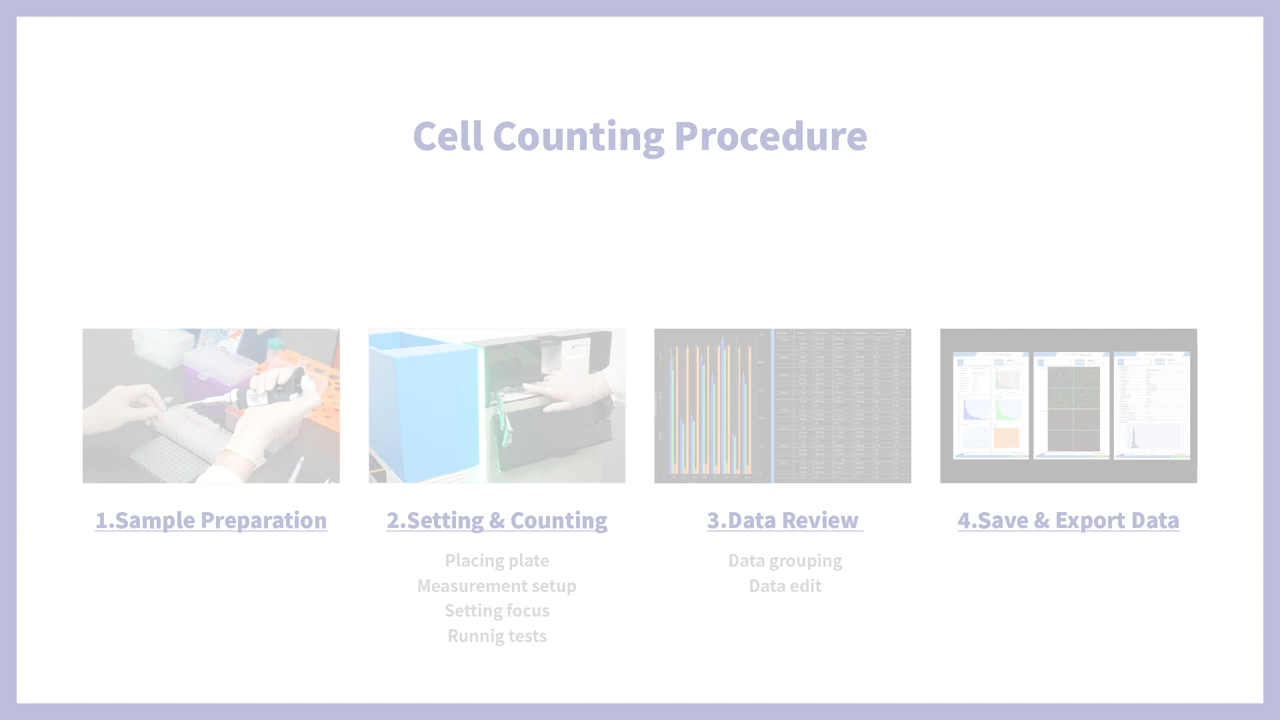 Cell Counting Procedure
1.Sample Preparation
2.Setting & Counting
Placing plate
Measurement setup
Setting focus
Runnig tests
3.Data Review
Data grouping
Data edit
4.Save & Export Data